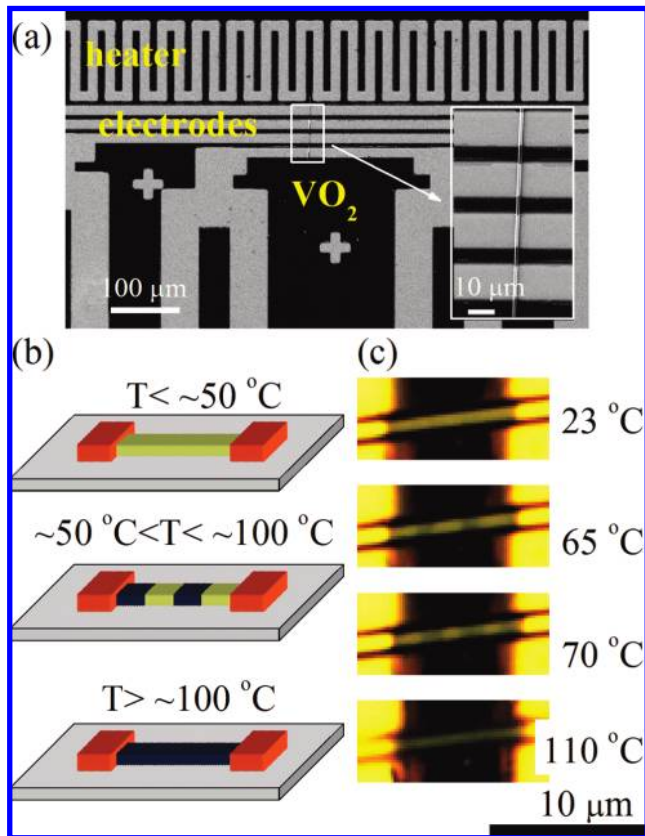 (a)
heater
electrodes
VO₂
100 μm
10 μm
(b)
(c)
T< ~50 °C
23 °C
~50 °C<T< ~100 °C
65 °C
70 °C
T> ~100 °C
110 °C
10 μm